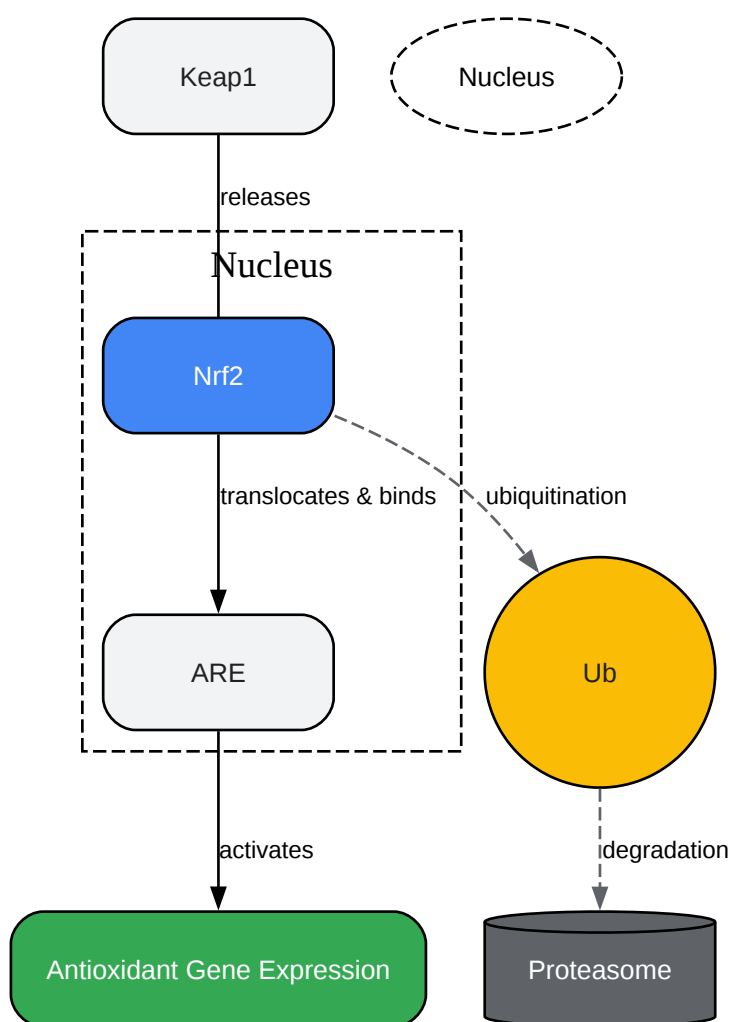 Keap1
Nucleus
releases
Nucleus
Nrf2
translocates & binds
ubiquitination
ARE
Ub
activates
degradation
Antioxidant Gene Expression
Proteasome